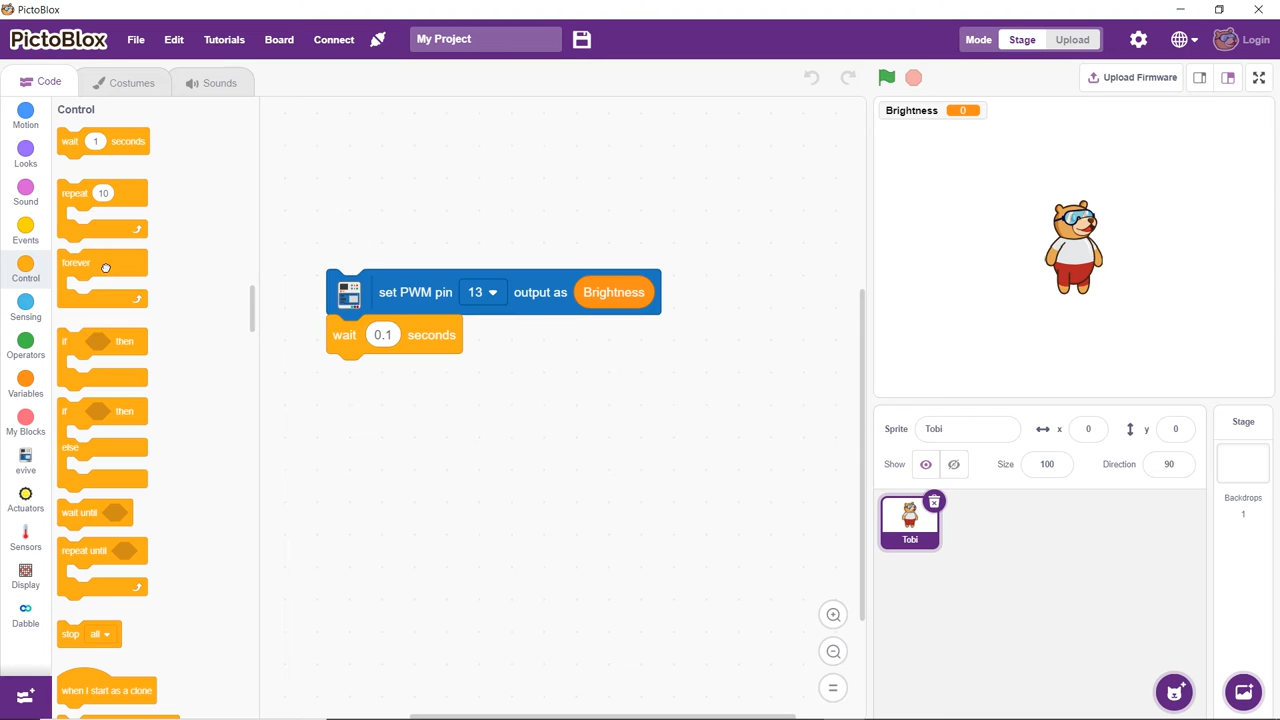 PictoBlox
PictoBlox File Edit Tutorials Board Connect My Project Mode Stage Upload Login
Code Costumes Sounds Upload Firmware
Motion
Looks
Sound
Events
Control
Sensing
Operators
Variables
My Blocks
evive
Actuators
Sensors
Display
Dabble
Control
wait 1 seconds
repeat 10
forever
if then
if then
else
wait until
repeat until
stop all
when I start as a clone
set PWM pin 13 output as Brightness
wait 0.1 seconds
Brightness 0
Sprite Tobi x 0 y 0
Show Size 100 Direction 90
Tobi
Stage
Backdrops
1